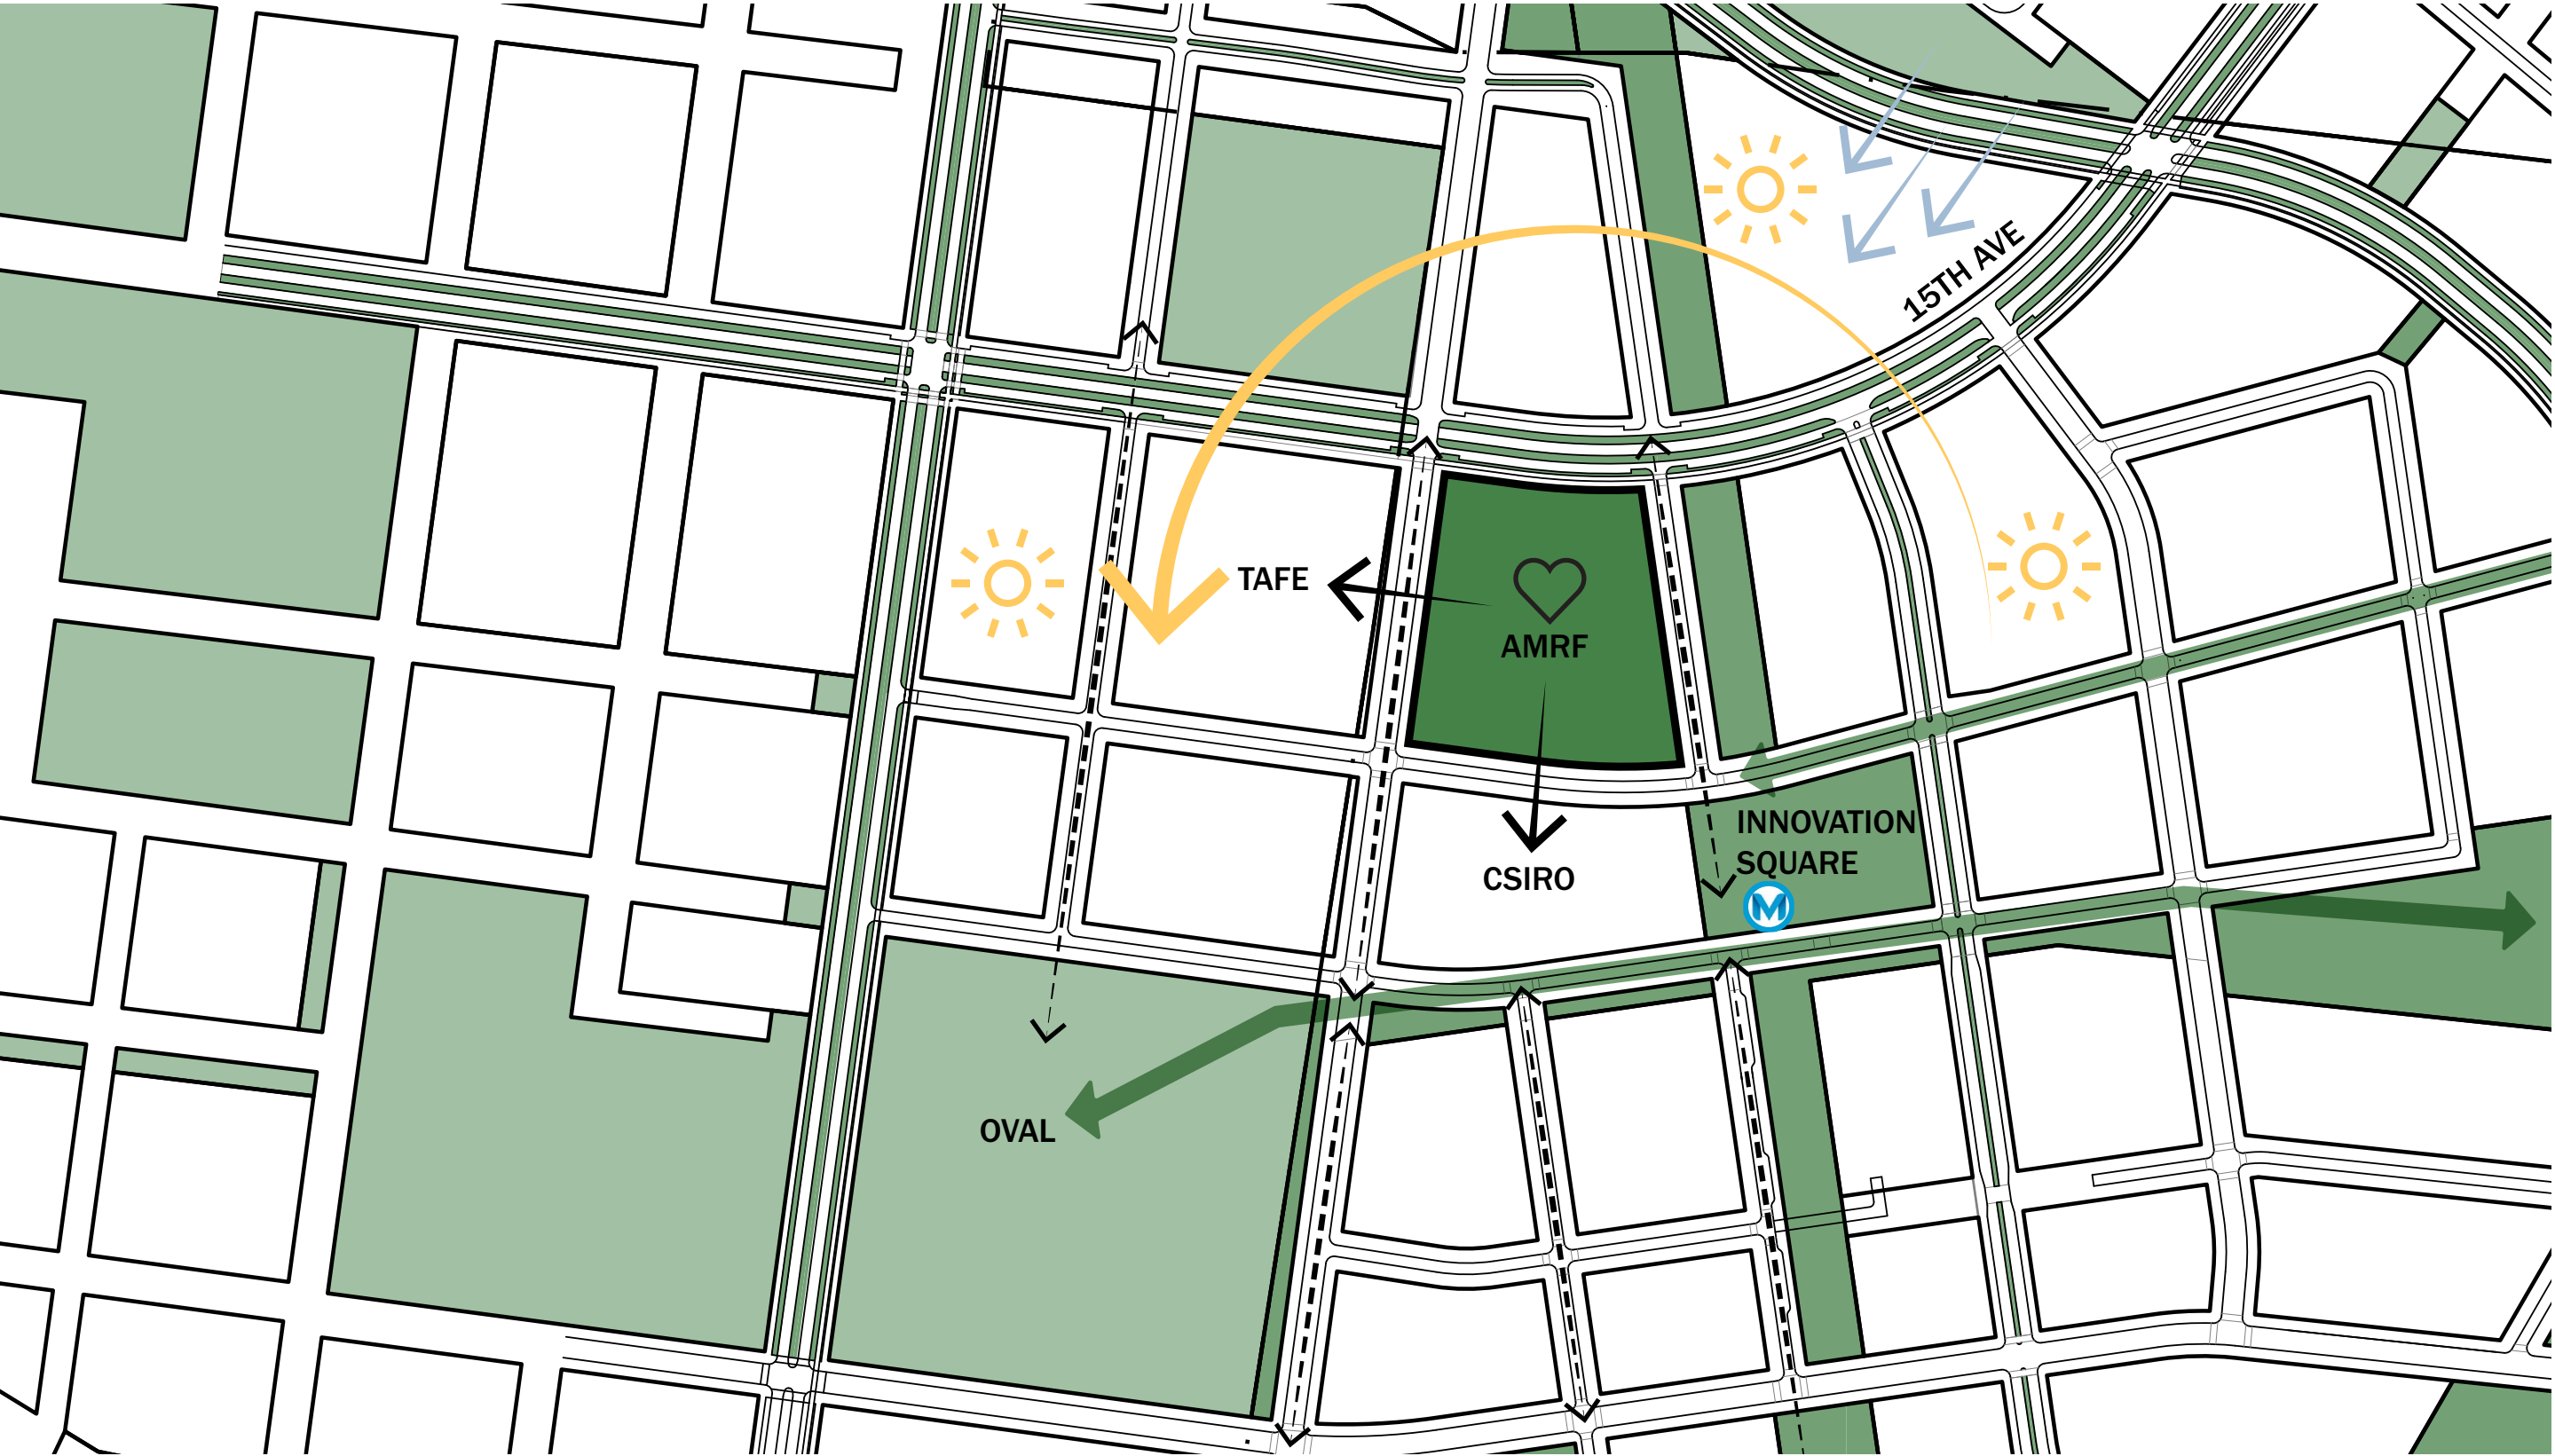 15TH AVE
TAFE
AMRF
INNOVATION
SQUARE
CSIRO
M
OVAL